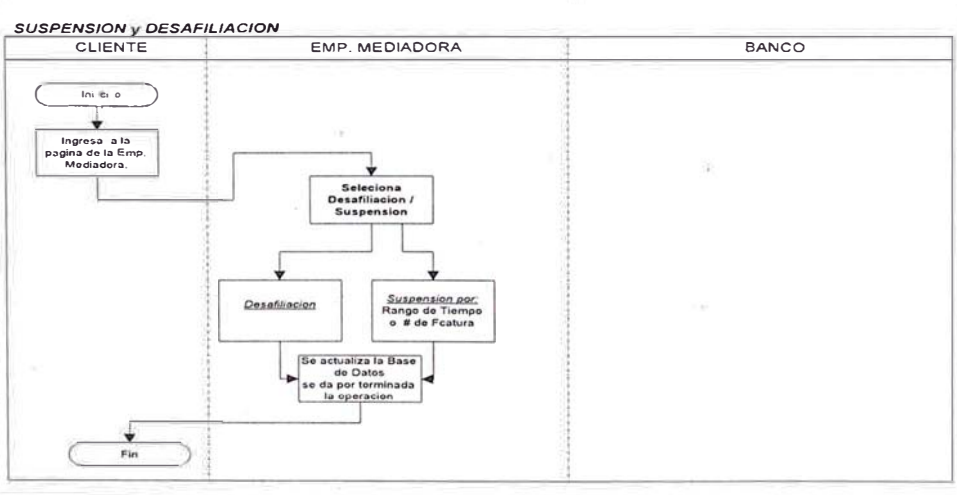 SUSPENSION y DESAFILIACION
CLIENTE
EMP. MEDIADORA
BANCO
Ingresa a la
pagina de la Emp.
Mediadora.
Seleciona
Desafiliacion /
Suspension
Desafiliacion
Suspension por:
Rango de Tiempo
o # de Fcatura
Se actualiza la Base
de Datos
se da por terminada
la operacion
Fin